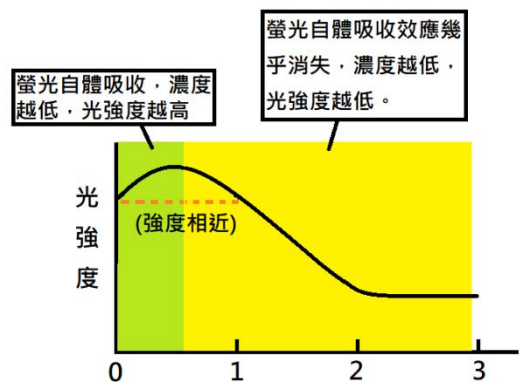 螢光自體吸收，濃度
越低，光強度越高
螢光自體吸收效應幾
乎消失，濃度越低，
光強度越低。
光
強
度
(強度相近)
0
1
2
3